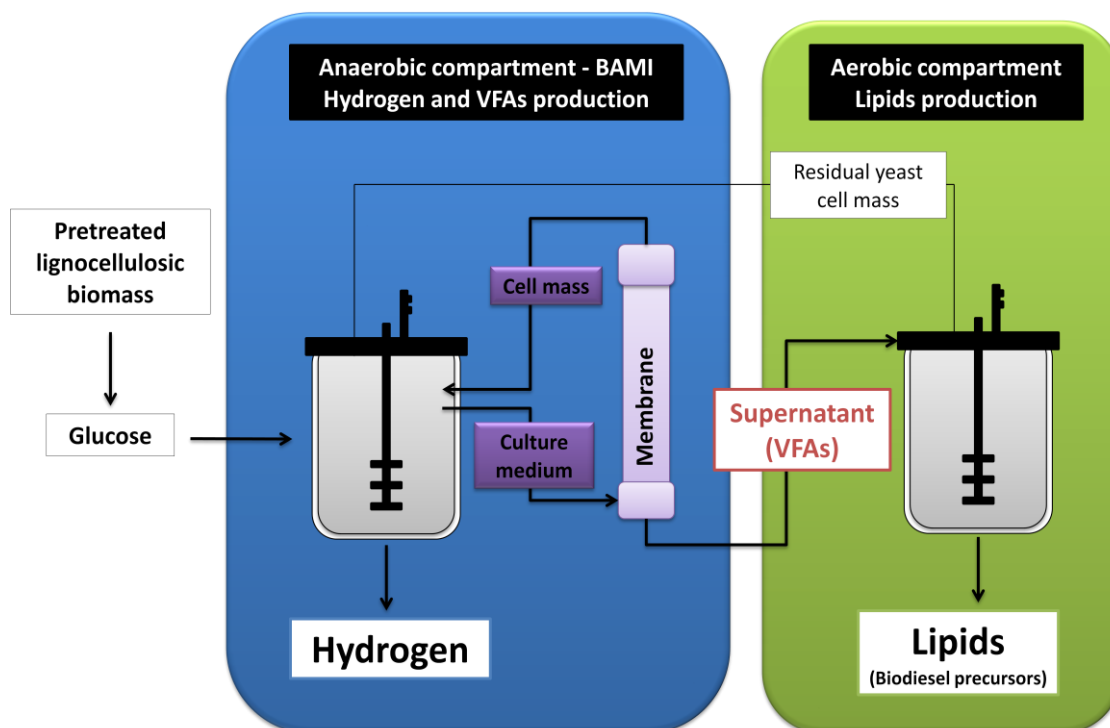 Anaerobic compartment - BAMI
Hydrogen and VFAs production
Aerobic compartment
Lipids production
Residual yeast
cell mass
Pretreated
lignocellulosic
biomass
Cell mass
Membrane
Glucose
Culture
medium
Supernatant
(VFAs)
Hydrogen
Lipids
(Biodiesel precursors)